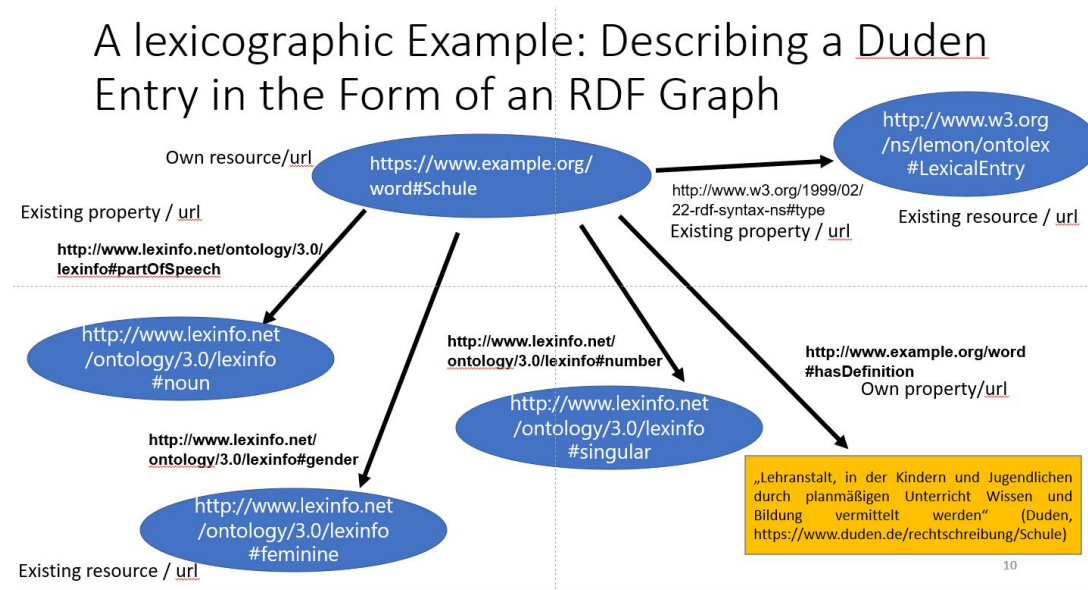 A lexicographic Example: Describing a Duden
Entry in the Form of an RDF Graph
Own resource/url
https://www.example.org/
word#Schule
http://www.w3.org
/ns/lemon/ontolex
#LexicalEntry
http://www.w3.org/1999/02/
22-rdf-syntax-ns#type
Existing property / url
Existing resource / url
Existing property / url
http://www.lexinfo.net/ontology/3.0/
lexinfo#partOfSpeech
http://www.lexinfo.net
/ontology/3.0/lexinfo
#noun
http://www.lexinfo.net/
ontology/3.0/lexinfo#number
http://www.example.org/word
#hasDefinition
Own property/url
http://www.lexinfo.net
/ontology/3.0/lexinfo
#singular
http://www.lexinfo.net/
ontology/3.0/lexinfo#gender
http://www.lexinfo.net
/ontology/3.0/lexinfo
#feminine
Existing resource / url
„Lehranstalt, in der Kindern und Jugendlichen
durch planmäßigen Unterricht Wissen und
Bildung vermittelt werden“ (Duden,
https://www.duden.de/rechtschreibung/Schule)
10